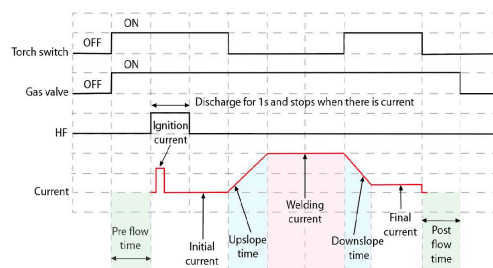 ON
Torch switch
OFF
ON
Gas valve
OFF
Discharge for 1s and stops when there is current
HF
Ignition
current
Current
Pre flow
time
Initial
current
Upslope
time
Welding
current
Downslope
time
Final
current
Post
flow
time